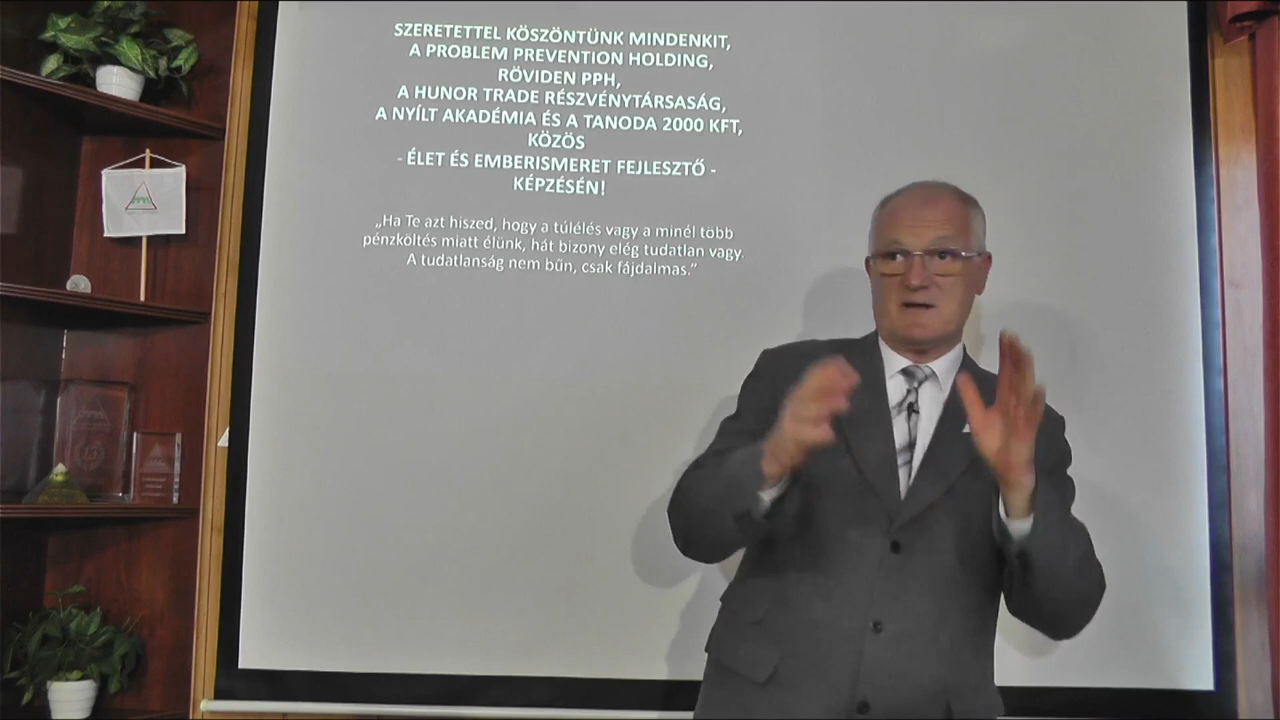 SZERETETTEL KÖSZÖNTÜNK MINDENKIT,
A PROBLEM PREVENTION HOLDING,
RÖVIDEN PPH,
A HUNOR TRADE RÉSZVÉNYTÁRSASÁG,
A NYÍLT AKADÉMIA ÉS A TANODA 2000 KFT,
KÖZÖS
- ÉLET ÉS EMBERISMERET FEJLESZTŐ -
KÉPZÉSÉN!
„Ha Te azt hiszed, hogy a túlélés vagy a minél több
pénzköltés miatt élünk, hát bizony elég tudatlan vagy.
A tudatlanság nem bűn, csak fájdalmas.”
13